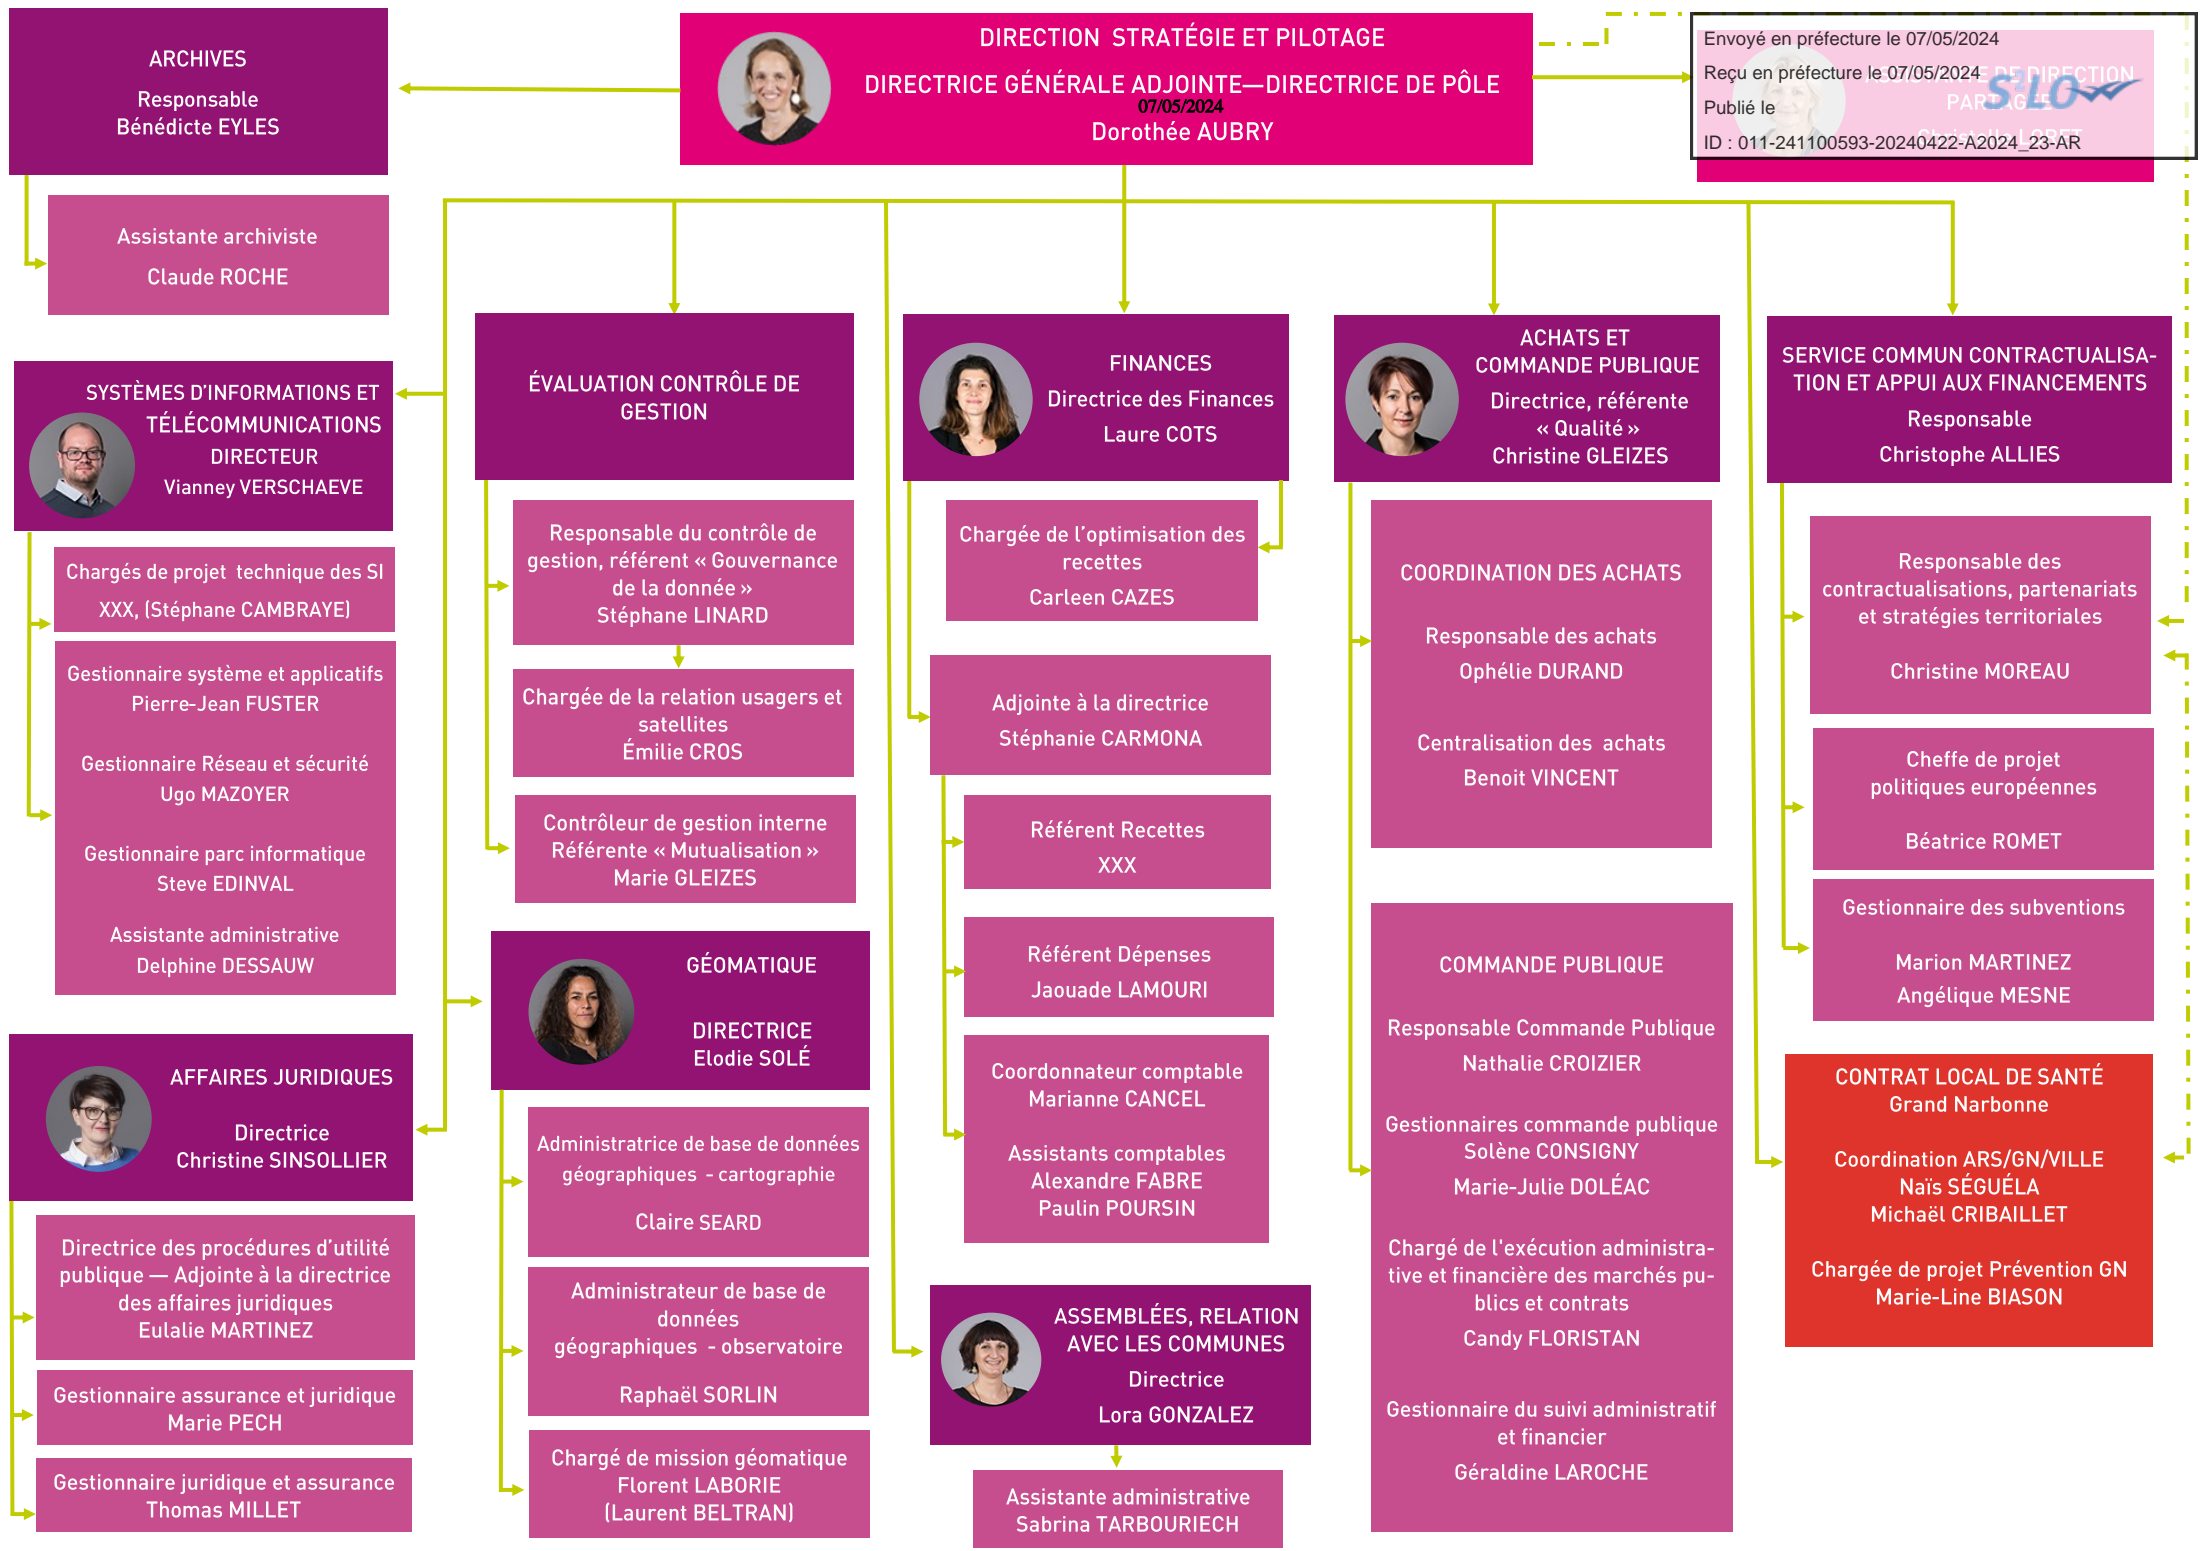 ARCHIVES
Responsable
Bénédicte EYLES
Assistante archiviste
Claude ROCHE
DIRECTION STRATÉGIE ET PILOTAGE
DIRECTRICE GÉNÉRALE ADJOINTE—DIRECTRICE DE PÔLE
07/05/2024
Dorothée AUBRY
Envoyé en préfecture le 07/05/2024
Reçu en préfecture le 07/05/2024
Publié le
ID : 011-241100593-20240422-A2024_23-AR
S²LO
ASSISTANTE DE DIRECTION
PARTAGÉE
Christelle LORET
SYSTÈMES D'INFORMATIONS ET
TÉLÉCOMMUNICATIONS
DIRECTEUR
Vianney VERSCHAEVE
Chargés de projet technique des SI
XXX, (Stéphane CAMBRAYE)
Gestionnaire système et applicatifs
Pierre-Jean FUSTER
Gestionnaire Réseau et sécurité
Ugo MAZOYER
Gestionnaire parc informatique
Steve EDINVAL
Assistante administrative
Delphine DESSAUW
AFFAIRES JURIDIQUES
Directrice
Christine SINSOLLIER
Directrice des procédures d'utilité
publique — Adjointe à la directrice
des affaires juridiques
Eulalie MARTINEZ
Gestionnaire assurance et juridique
Marie PECH
Gestionnaire juridique et assurance
Thomas MILLET
ÉVALUATION CONTRÔLE DE
GESTION
Responsable du contrôle de
gestion, référent « Gouvernance
de la donnée »
Stéphane LINARD
Chargée de la relation usagers et
satellites
Émilie CROS
Contrôleur de gestion interne
Référente « Mutualisation »
Marie GLEIZES
GÉOMATIQUE
DIRECTRICE
Elodie SOLÉ
Administratrice de base de données
géographiques - cartographie
Claire SEARD
Administrateur de base de
données
géographiques - observatoire
Raphaël SORLIN
Chargé de mission géomatique
Florent LABORIE
(Laurent BELTRAN)
FINANCES
Directrice des Finances
Laure COTS
Chargée de l'optimisation des
recettes
Carleen CAZES
Adjointe à la directrice
Stéphanie CARMONA
Référent Recettes
XXX
Référent Dépenses
Jaouade LAMOURI
Coordonnateur comptable
Marianne CANCEL
Assistants comptables
Alexandre FABRE
Paulin POURSIN
ASSEMBLÉES, RELATION
AVEC LES COMMUNES
Directrice
Lora GONZALEZ
Assistante administrative
Sabrina TARBOURIECH
ACHATS ET
COMMANDE PUBLIQUE
Directrice, référente
« Qualité »
Christine GLEIZES
COORDINATION DES ACHATS
Responsable des achats
Ophélie DURAND
Centralisation des achats
Benoit VINCENT
COMMANDE PUBLIQUE
Responsable Commande Publique
Nathalie CROIZIER
Gestionnaires commande publique
Solène CONSIGNY
Marie-Julie DOLÉAC
Chargé de l'exécution administra-
tive et financière des marchés pu-
blics et contrats
Candy FLORISTAN
Gestionnaire du suivi administratif
et financier
Géraldine LAROCHE
SERVICE COMMUN CONTRACTUALISA-
TION ET APPUI AUX FINANCEMENTS
Responsable
Christophe ALLIES
Responsable des
contractualisations, partenariats
et stratégies territoriales
Christine MOREAU
Cheffe de projet
politiques européennes
Béatrice ROMET
Gestionnaire des subventions
Marion MARTINEZ
Angélique MESNE
CONTRAT LOCAL DE SANTÉ
Grand Narbonne
Coordination ARS/GN/VILLE
Naïs SÉGUÉLA
Michaël CRIBAILLET
Chargée de projet Prévention GN
Marie-Line BIASON